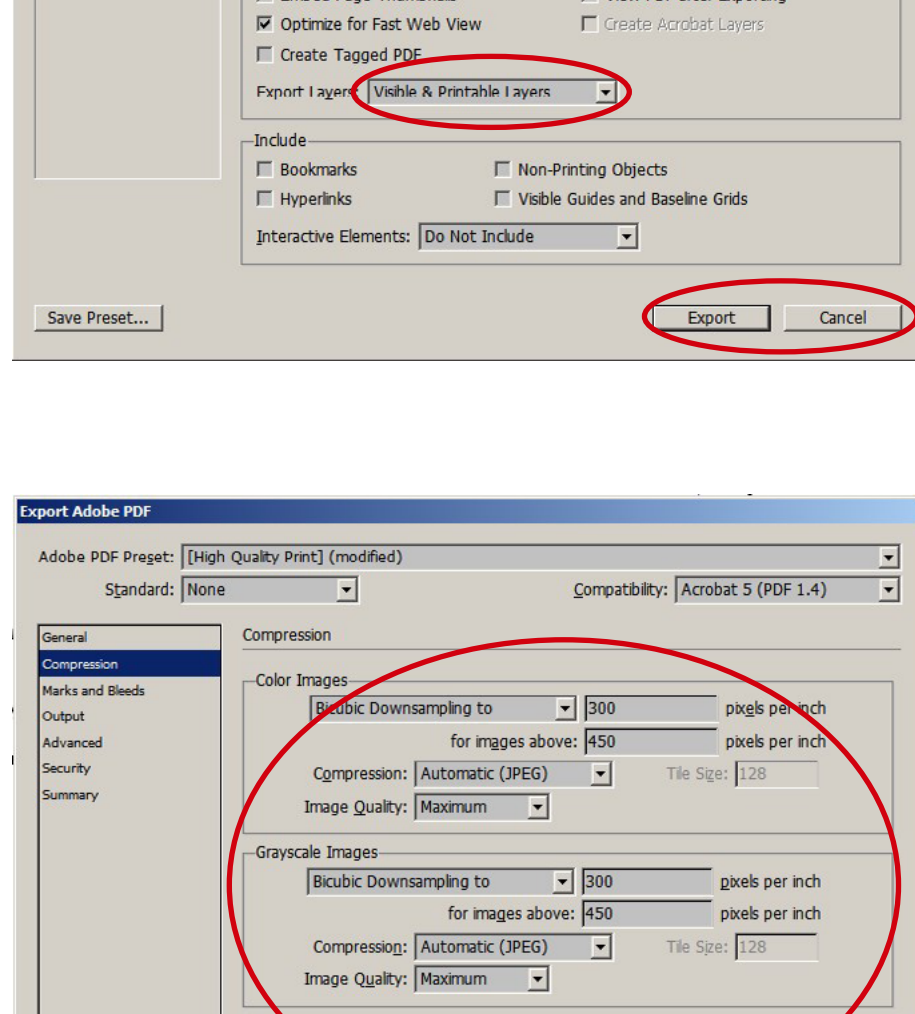 Optimize for Fast Web View
Create Acrobat Layers
Create Tagged PDF
Export Layers: Visible & Printable Layers
Include
Bookmarks
Non-Printing Objects
Hyperlinks
Visible Guides and Baseline Grids
Interactive Elements: Do Not Include
Save Preset...
Export
Cancel
Export Adobe PDF
Adobe PDF Preset: [High Quality Print] (modified)
Standard: None
Compatibility: Acrobat 5 (PDF 1.4)
General
Compression
Marks and Bleeds
Output
Advanced
Security
Summary
Compression
Color Images
Bicubic Downsampling to 300 pixels per inch
for images above: 450 pixels per inch
Compression: Automatic (JPEG) Tile Size: 128
Image Quality: Maximum
Grayscale Images
Bicubic Downsampling to 300 pixels per inch
for images above: 450 pixels per inch
Compression: Automatic (JPEG) Tile Size: 128
Image Quality: Maximum